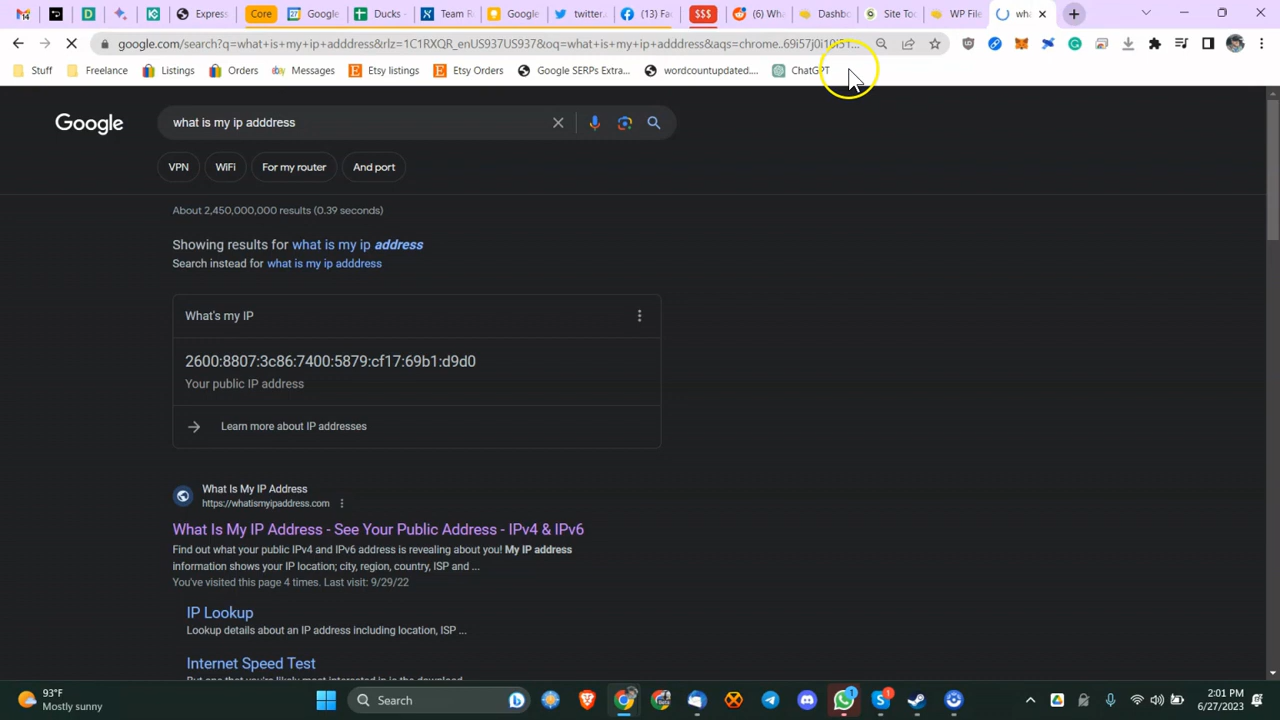 Express
Core
Google
Ducks -
Team R
Google
twitter.
(13) Fa
$$$
(6) Wha
Dashbo
Site Too
WP File
wha
google.com/search?q=what+is+my+ip+adddress&rlz=1C1RXQR_enUS937US937&oq=what+is+my+ip+adddress&aqs=chrome..69i57j0i10i51...
Stuff
Freelance
Listings
Orders
Messages
Etsy listings
Etsy Orders
Google SERPs Extra...
wordcountupdated....
ChatGPT
Google
what is my ip adddress
VPN
WiFi
For my router
And port
About 2,450,000,000 results (0.39 seconds)
Showing results for what is my ip address
Search instead for what is my ip adddress
What's my IP
2600:8807:3c86:7400:5879:cf17:69b1:d9d0
Your public IP address
Learn more about IP addresses
What Is My IP Address
https://whatismyipaddress.com
What Is My IP Address - See Your Public Address - IPv4 & IPv6
Find out what your public IPv4 and IPv6 address is revealing about you! My IP address
information shows your IP location; city, region, country, ISP and ...
You've visited this page 4 times. Last visit: 9/29/22
IP Lookup
Lookup details about an IP address including location, ISP ...
Internet Speed Test
93°F
Mostly sunny
Search
2:01 PM
6/27/2023